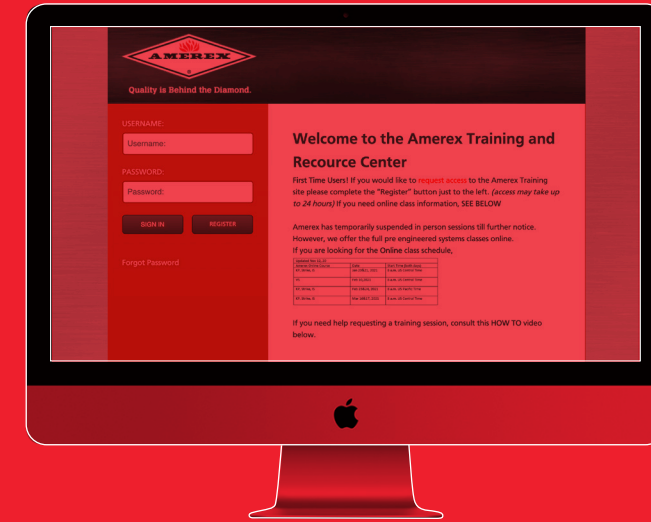 AMEREX
®
Quality is Behind the Diamond.
USERNAME:
Username:
PASSWORD:
Password:
SIGN IN
REGISTER
Forgot Password
Welcome to the Amerex Training and
Recource Center
First Time Users! If you would like to request access to the Amerex Training
site please complete the "Register" button just to the left. (access may take up
to 24 hours) If you need online class information, SEE BELOW
Amerex has temporarily suspended in person sessions till further notice.
However, we offer the full pre engineered systems classes online.
If you are looking for the Online class schedule,
If you need help requesting a training session, consult this HOW TO video
below.